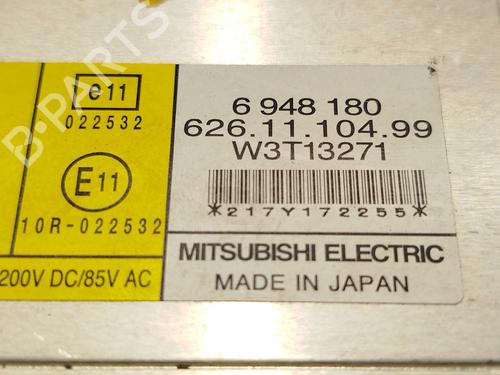 e11
022532
E11
10R-022532
200V DC/85V AC
6 948 180
626.11.104.99
W3T13271
*217Y172255*
MITSUBISHI ELECTRIC
MADE IN JAPAN
B-PARTS